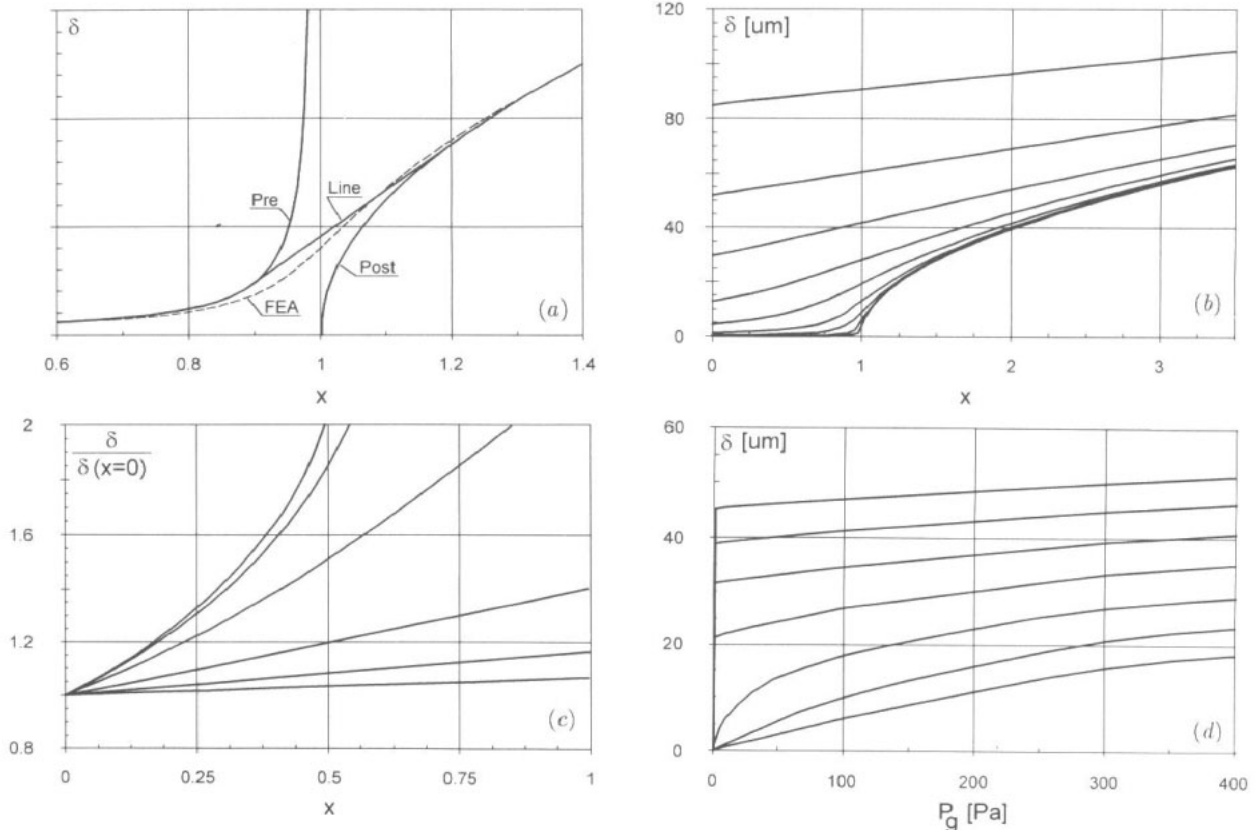 δ
Pre
Line
Post
FEA
(a)
0.6
0.8
1
1.2
1.4
x
120
δ [um]
80
40
0
(b)
0
1
2
3
x
2
δ
δ(x=0)
1.6
1.2
0.8
(c)
0
0.25
0.5
0.75
1
x
60
δ [um]
40
20
0
(d)
0
100
200
300
400
Pg [Pa]